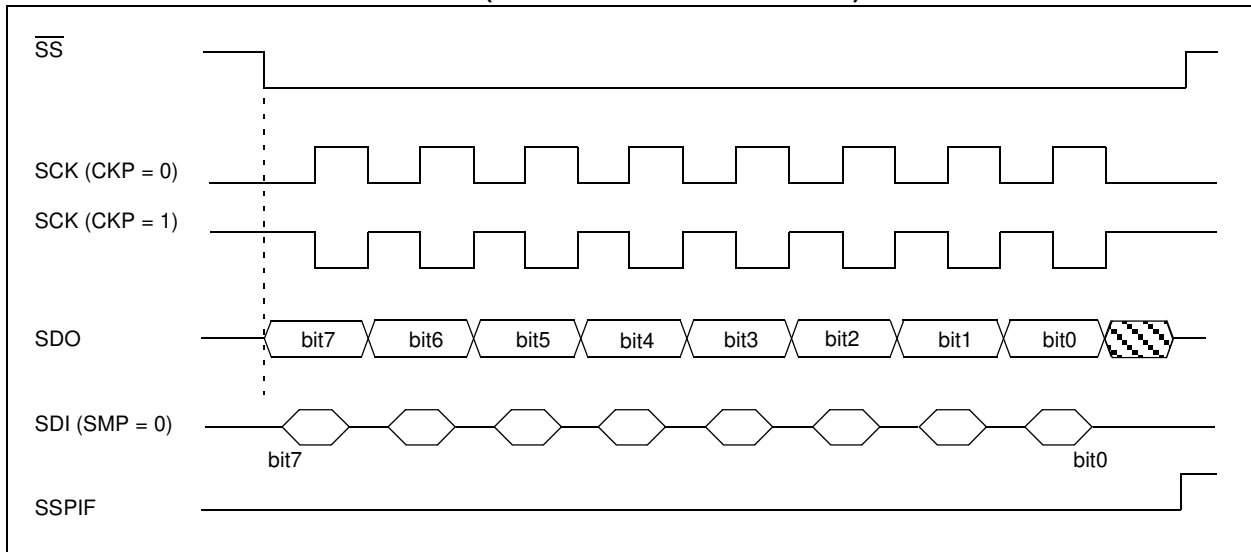 SS
SCK (CKP = 0)
SCK (CKP = 1)
SDO
bit7 bit6 bit5 bit4 bit3 bit2 bit1 bit0
SDI (SMP = 0)
bit7 bit0
SSPIF